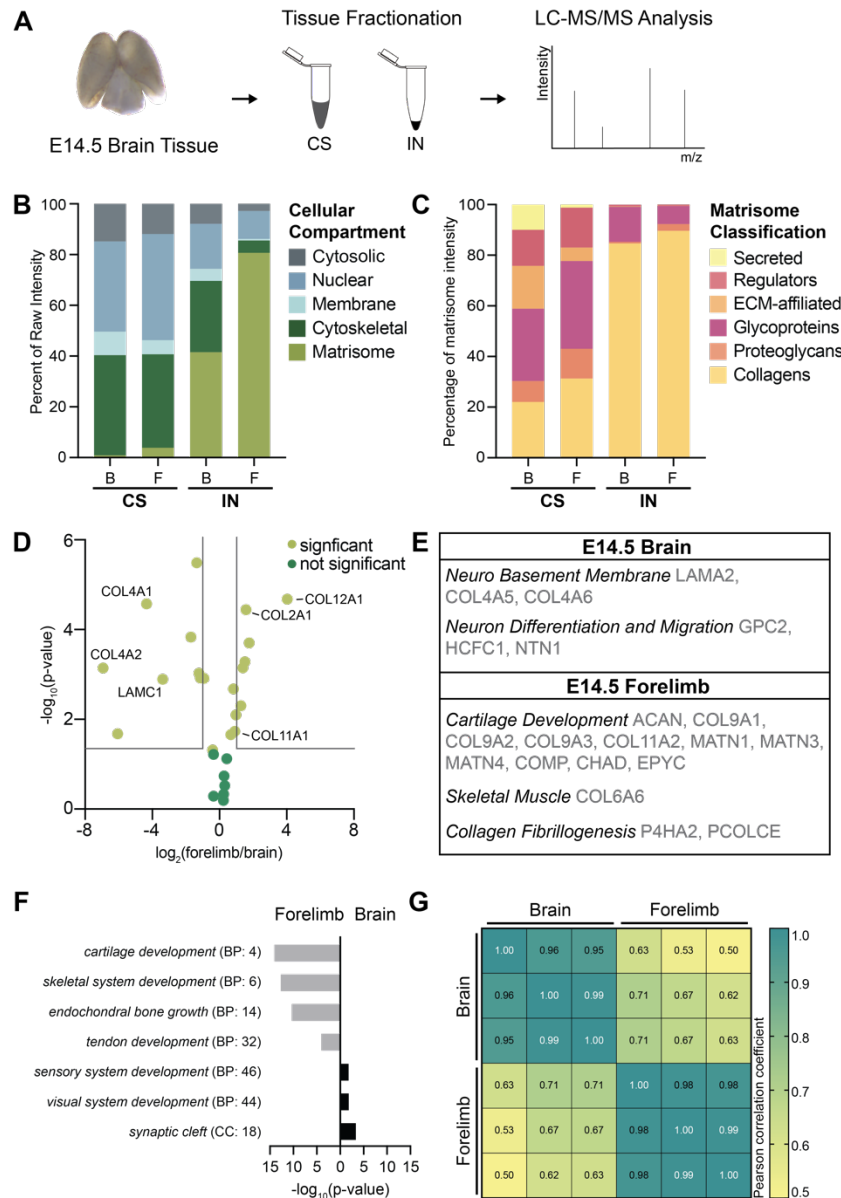 A
Tissue Fractionation
LC-MS/MS Analysis
E14.5 Brain Tissue
CS
IN
Intensity
m/z
B
Percent of Raw Intensity
100
80
60
40
20
0
B
F
B
F
CS
IN
Cellular
Compartment
Cytosolic
Nuclear
Membrane
Cytoskeletal
Matrisome
C
Percentage of matrisome intensity
100
80
60
40
20
0
B
F
B
F
CS
IN
Matrisome
Classification
Secreted
Regulators
ECM-affiliated
Glycoproteins
Proteoglycans
Collagens
D
-log10(p-value)
6
4
2
0
signficant
not significant
COL4A1
COL12A1
COL2A1
COL4A2
LAMC1
COL11A1
-8
-4
0
4
8
log2(forelimb/brain)
E
E14.5 Brain
Neuro Basement Membrane LAMA2,
COL4A5, COL4A6
Neuron Differentiation and Migration GPC2,
HCFC1, NTN1
E14.5 Forelimb
Cartilage Development ACAN, COL9A1,
COL9A2, COL9A3, COL11A2, MATN1, MATN3,
MATN4, COMP, CHAD, EPYC
Skeletal Muscle COL6A6
Collagen Fibrillogenesis P4HA2, PCOLCE
F
Forelimb
Brain
cartilage development (BP: 4)
skeletal system development (BP: 6)
endochondral bone growth (BP: 14)
tendon development (BP: 32)
sensory system development (BP: 46)
visual system development (BP: 44)
synaptic cleft (CC: 18)
15 10 5 0 5 10 15
-log10(p-value)
G
Brain
Forelimb
Brain
Forelimb
1.00 0.96 0.95 0.63 0.53 0.50
0.96 1.00 0.99 0.71 0.67 0.62
0.95 0.99 1.00 0.71 0.67 0.63
0.63 0.71 0.71 1.00 0.98 0.98
0.53 0.67 0.67 0.98 1.00 0.99
0.50 0.62 0.63 0.98 0.99 1.00
1.0
0.9
0.8
0.7
0.6
0.5
Pearson correlation coefficient